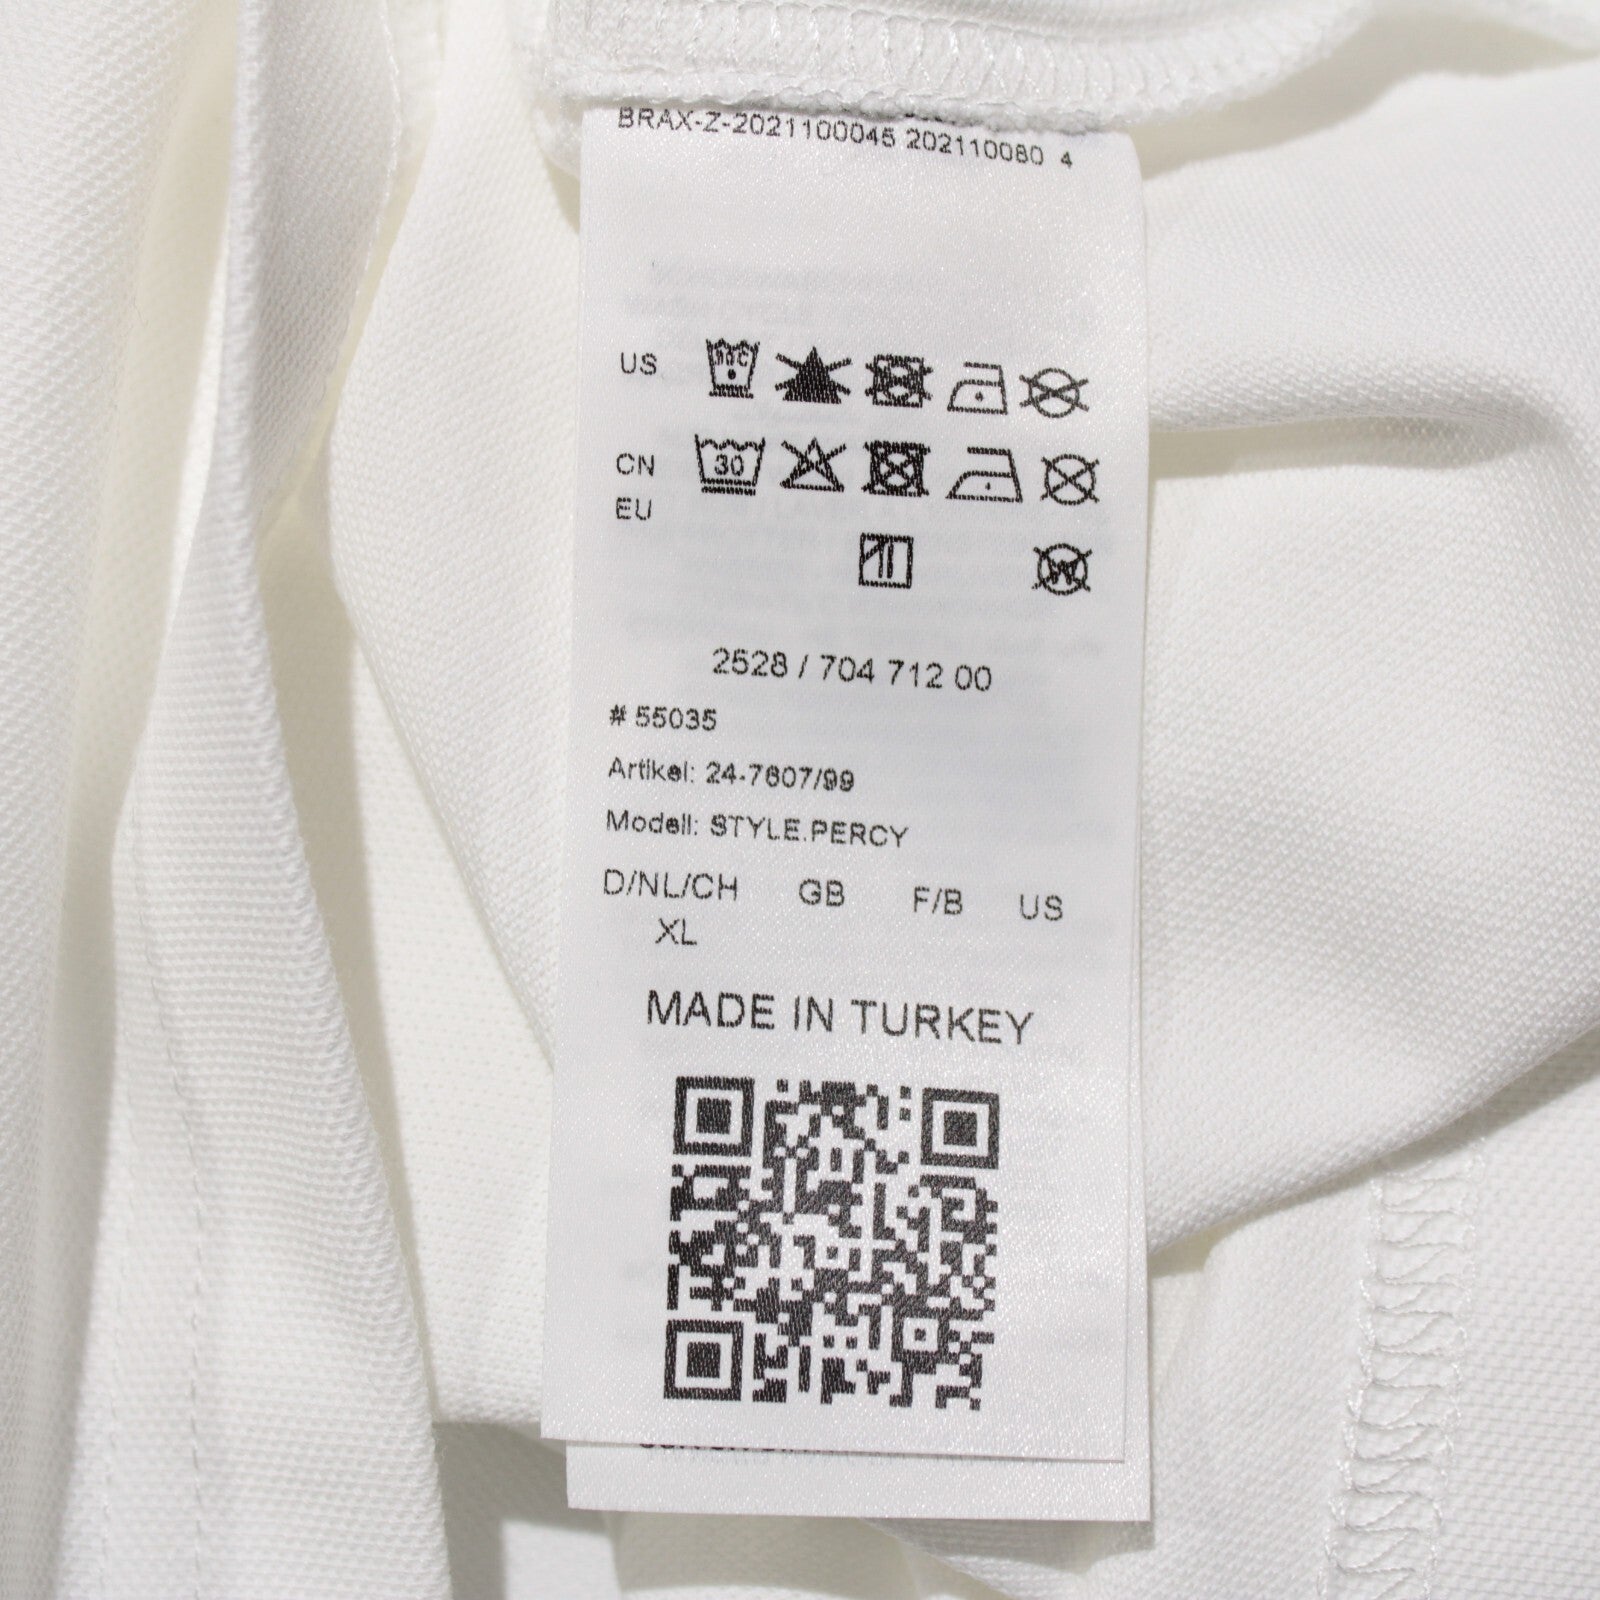 BRAX-Z-2021100045 202110080 4
US
30
CN
EU
W
2528 / 704 712 00
# 55035
Artikel: 24-7607/99
Modell: STYLE.PERCY
D/NL/CH GB F/B US
XL
MADE IN TURKEY